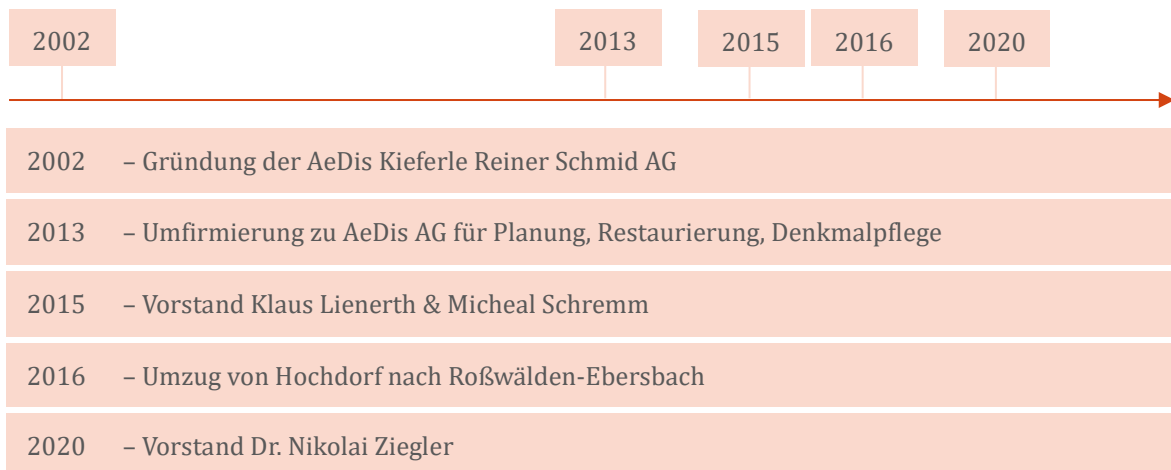 2002
2013
2015
2016
2020
2002 – Gründung der AeDis Kieferle Reiner Schmid AG
2013 – Umfirmierung zu AeDis AG für Planung, Restaurierung, Denkmalpflege
2015 – Vorstand Klaus Lienerth & Micheal Schremm
2016 – Umzug von Hochdorf nach Roßwälden-Ebersbach
2020 – Vorstand Dr. Nikolai Ziegler